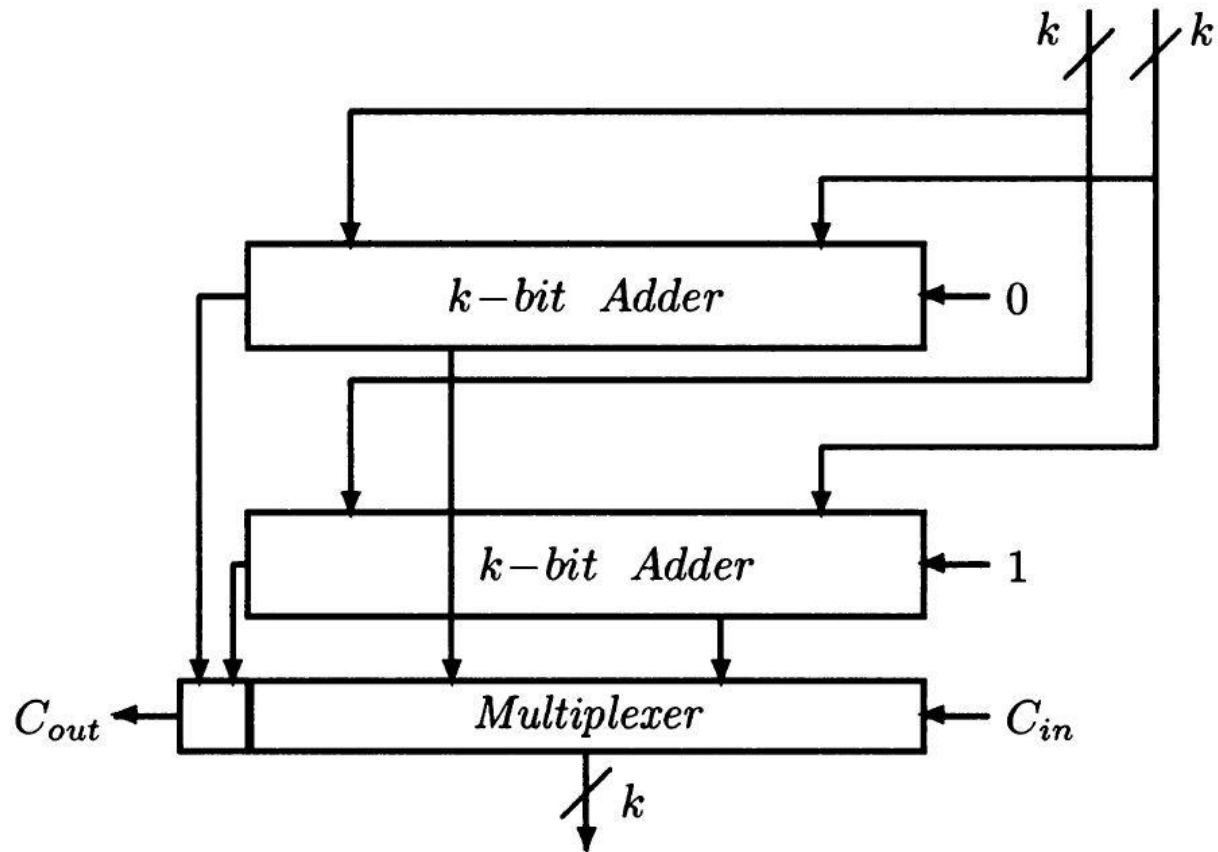 k k
k-bit Adder 0
k-bit Adder 1
C_out Multiplexer C_in
k